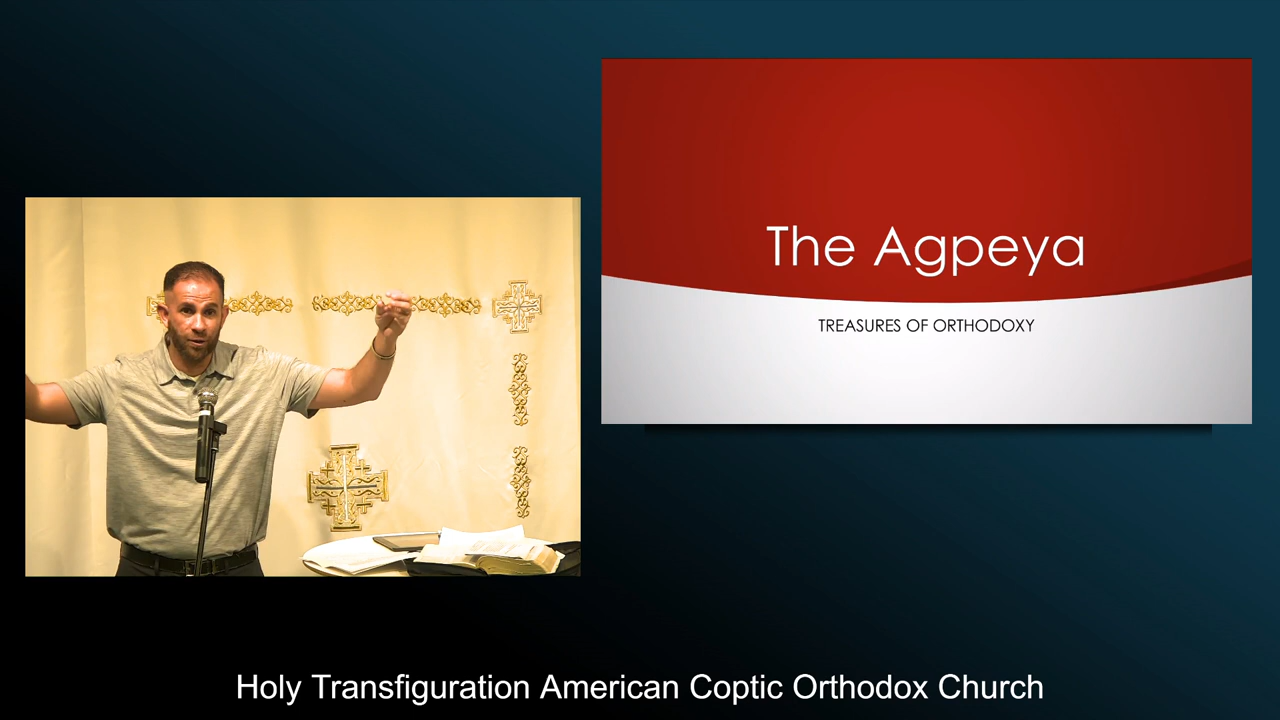 The Agpeya
TREASURES OF ORTHODOXY
Holy Transfiguration American Coptic Orthodox Church